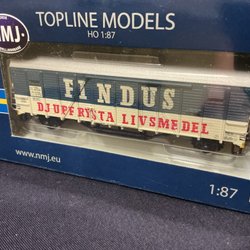 TOPLINE MODELS
HO 1:87
NMJ
FINDUS
DJUPFRYSTA LIVSMEDEL
www.nmj.eu
1:87